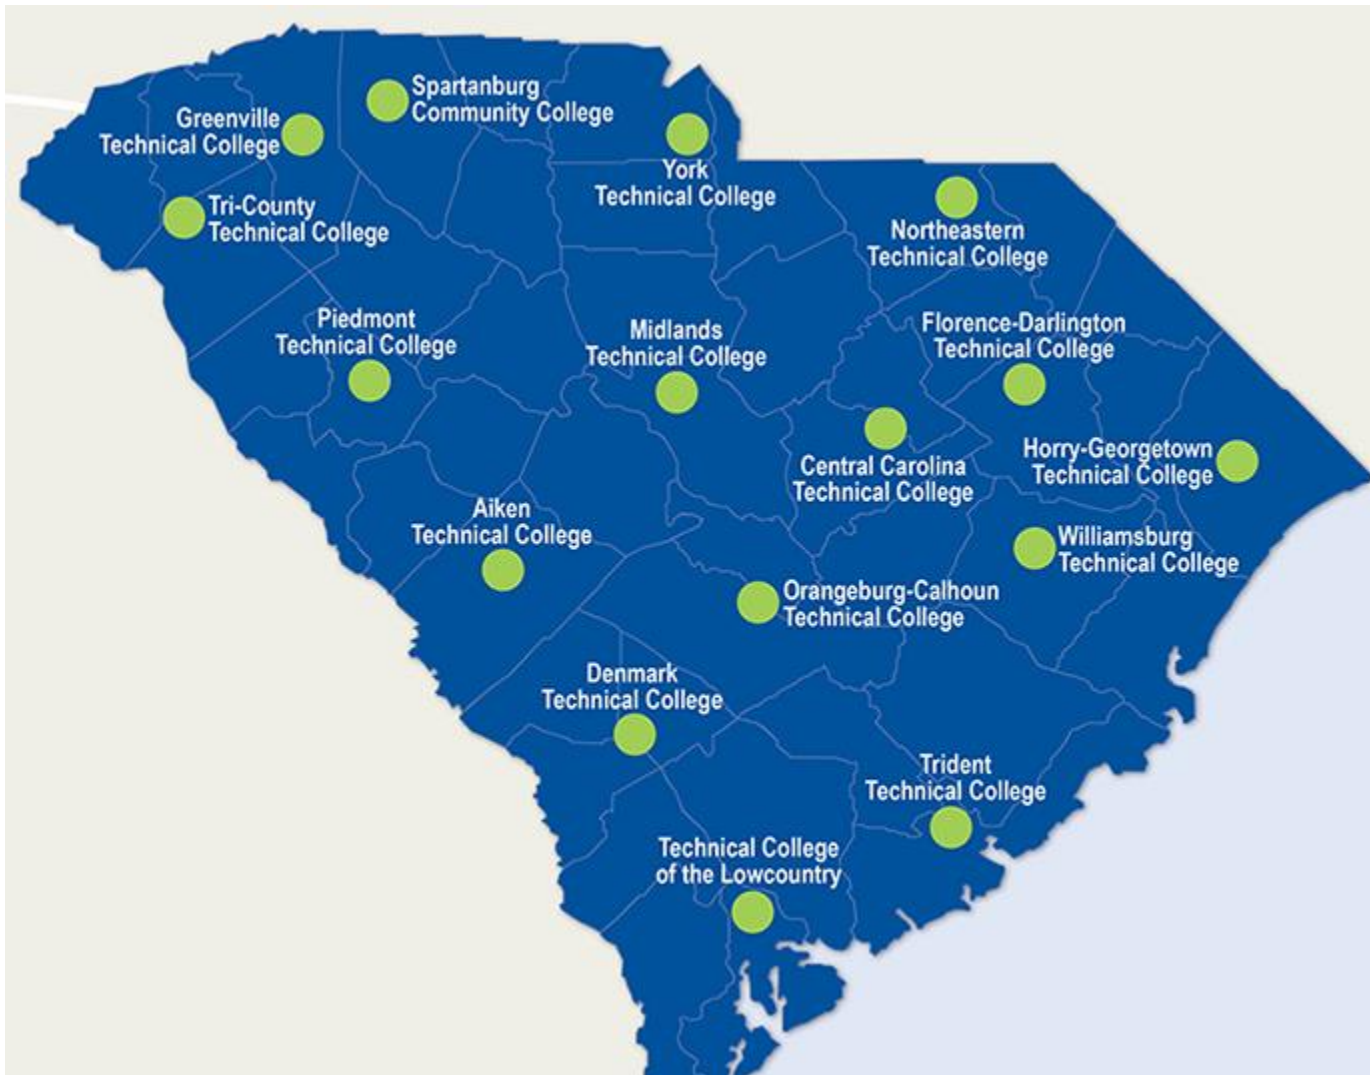 Spartanburg
Community College
Greenville
Technical College
York
Technical College
Tri-County
Technical College
Northeastern
Technical College
Piedmont
Technical College
Midlands
Technical College
Florence-Darlington
Technical College
Central Carolina
Technical College
Horry-Georgetown
Technical College
Aiken
Technical College
Williamsburg
Technical College
Orangeburg-Calhoun
Technical College
Denmark
Technical College
Trident
Technical College
Technical College
of the Lowcountry